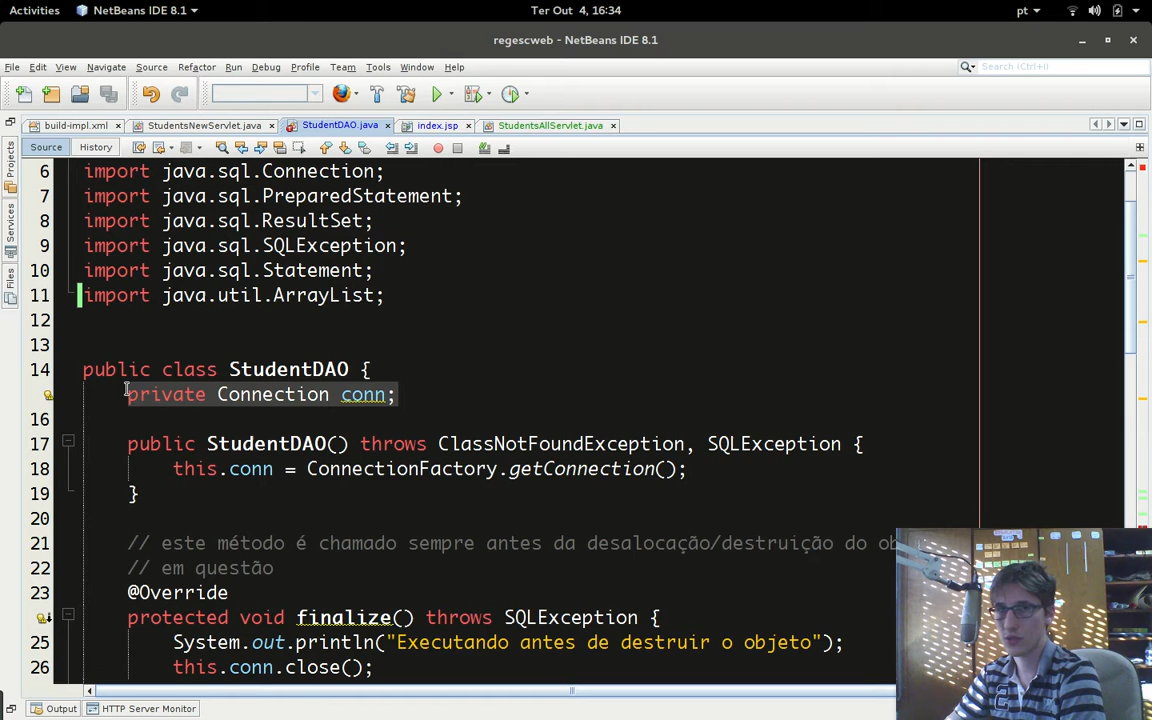 Activities NetBeans IDE 8.1 Ter Out 4, 16:34 pt
regescweb - NetBeans IDE 8.1
File Edit View Navigate Source Refactor Run Debug Profile Team Tools Window Help Search (Ctrl+I)
build-impl.xml StudentsNewServlet.java StudentDAO.java index.jsp StudentsAllServlet.java
Source History
Projects
Services
Files
6 import java.sql.Connection;
7 import java.sql.PreparedStatement;
8 import java.sql.ResultSet;
9 import java.sql.SQLException;
10 import java.sql.Statement;
11 import java.util.ArrayList;
12
13
14 public class StudentDAO {
private Connection conn;
16
17 public StudentDAO() throws ClassNotFoundException, SQLException {
18 this.conn = ConnectionFactory.getConnection();
19 }
20
21 // este método é chamado sempre antes da desalocação/destruição do ob
22 // em questão
23 @Override
protected void finalize() throws SQLException {
25 System.out.println("Executando antes de destruir o objeto");
26 this.conn.close();
Output HTTP Server Monitor